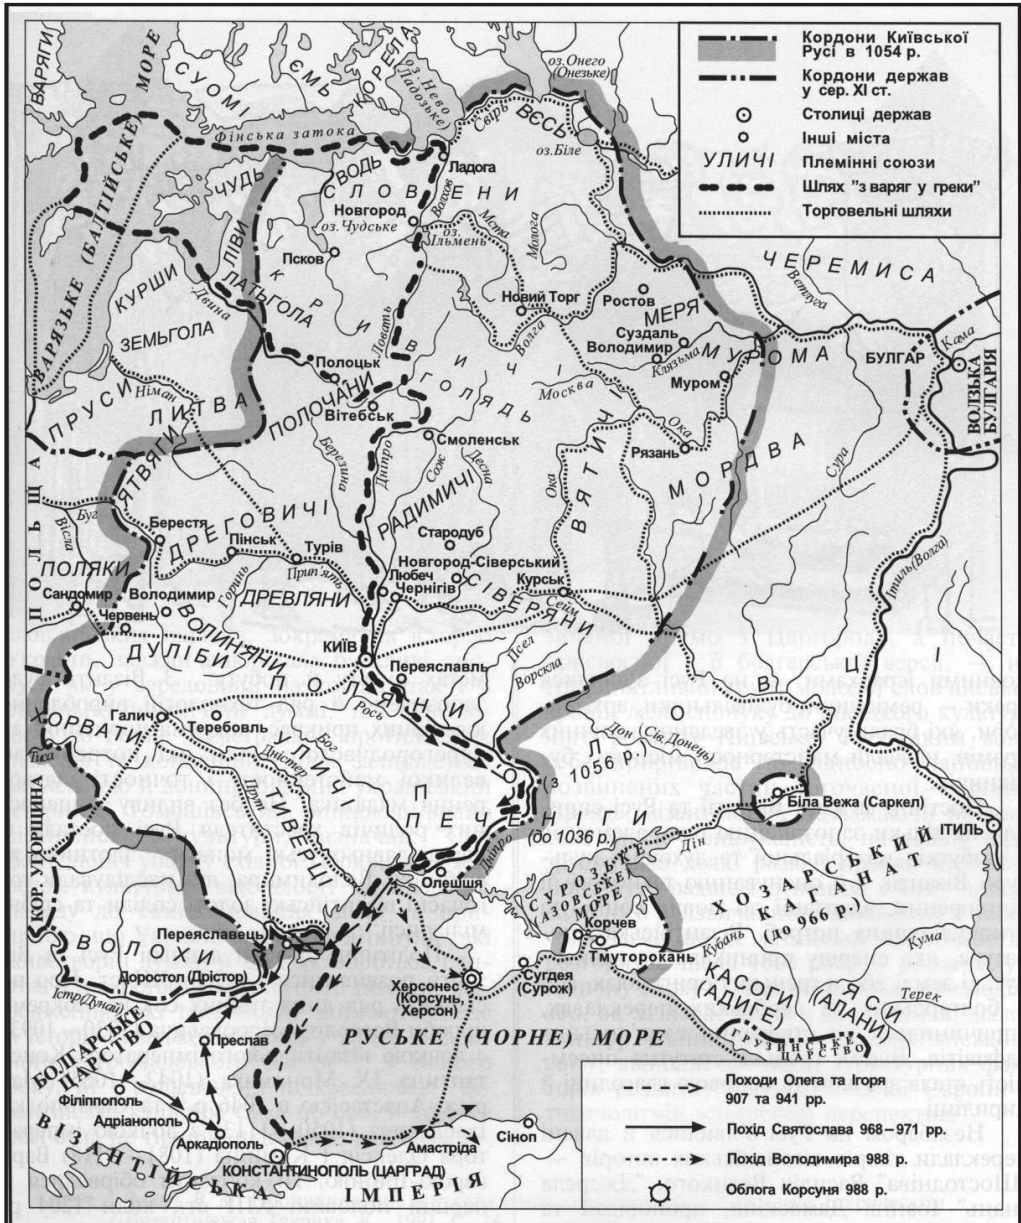 Кордони Київської
Русі в 1054 р.
Кордони держав
у сер. XI ст.
Столиці держав
Інші міста
УЛИЧІ
Племінні союзи
Шлях "з варяг у греки"
Торговельні шляхи
ВАРЯГИ
МОРЕ
ВАРЯЗЬКЕ (БАЛТІЙСЬКЕ)
СУОМІ
ЄМЬ
КОРЕЛА
оз. Нево
(Ладозьке)
оз.Онего
(Онезьке)
Фінська затока
Свірь
ВЄСЬ
оз.Біле
Ладога
ЧУДЬ
ВОДЬ
СЛОВЕНИ
Волхов
Новгород
оз.Чудське
оз.
Ільмень
Мста
Молога
Псков
ЛІВИ
КУРШИ
ЛАТЬГОЛА
ЗЕМЬГОЛА
Двина
КРИВИЧІ
Ловать
Новий Торг
Волга
Ростов
МЕРЯ
Суздаль
Володимир
Клязьма
МУРОМА
Муром
ЧЕРЕМИСА
Ветлуга
БУЛГАР
Кама
ВОЛЗЬКА
БУЛГАРІЯ
Полоцьк
ПОЛОЧАНИ
Вітебськ
ГОЛЯДЬ
Москва
ПРУСИ
Німан
ЛИТВА
ЯТВЯГИ
Смоленськ
Березина
Дніпро
Сож
Десна
РАДИМИЧІ
ВЯТИЧІ
Ока
Ока
Рязань
МОРДВА
Сура
ПОЛЬЩА
Буг
Вісла
Берестя
ДРЕГОВИЧІ
Пінськ
Турів
Прип'ять
Стародуб
Новгород-Сіверський
Любеч
Чернігів
СІВЕРЯНИ
Курськ
Сейм
Ітиль(Волга)
ПОЛЯКИ
Сандомир
Володимир
Червень
Горинь
ДРЕВЛЯНИ
ВОЛИНЯНИ
ДУЛІБИ
КИЇВ
Переяславль
ПОЛЯНИ
Рось
Псел
Ворскла
ПОЛОВЦІ
(з 1056 р.)
Дон (Св.Донець)
ХОРВАТИ
Галич
Теребовль
Тиса
Дністер
Прут
Бог
УЛИЧІ
ТИВЕРЦІ
ПЕЧЕНІГИ
(до1036 р.)
Дніпро
Олешшя
КОР. УГОРЩИНА
Біла Вежа (Саркел)
ІТИЛЬ
Дін
СУРОЗЬКЕ
(АЗОВСЬКЕ
МОРЕ)
ХАЗАРСЬКИЙ
КАГАНАТ
(до 966 р.)
Корчев
Тмуторокань
Кубань
Кума
Сугдея
(Сурож)
Херсонес
(Корсунь,
Херсон)
КАСОГИ
(АДИГЕ)
ЯСИ
(АЛАНИ)
Терек
ГРУЗИНСЬКЕ
ЦАРСТВО
ВОЛОХИ
Переяславець
Доростол (Дрістор)
Істр(Дунай)
БОЛГАРСЬКЕ
ЦАРСТВО
Преслав
Філіппополь
Адріанополь
Аркадіополь
РУСЬКЕ (ЧОРНЕ) МОРЕ
КОНСТАНТИНОПОЛЬ (ЦАРГРАД)
ВІЗАНТІЙСЬКА ІМПЕРІЯ
Амастрида
Сіноп
Походи Олега та Ігоря
907 та 941 рр.
Похід Святослава 968–971 рр.
Похід Володимира 988 р.
Облога Корсуня 988 р.